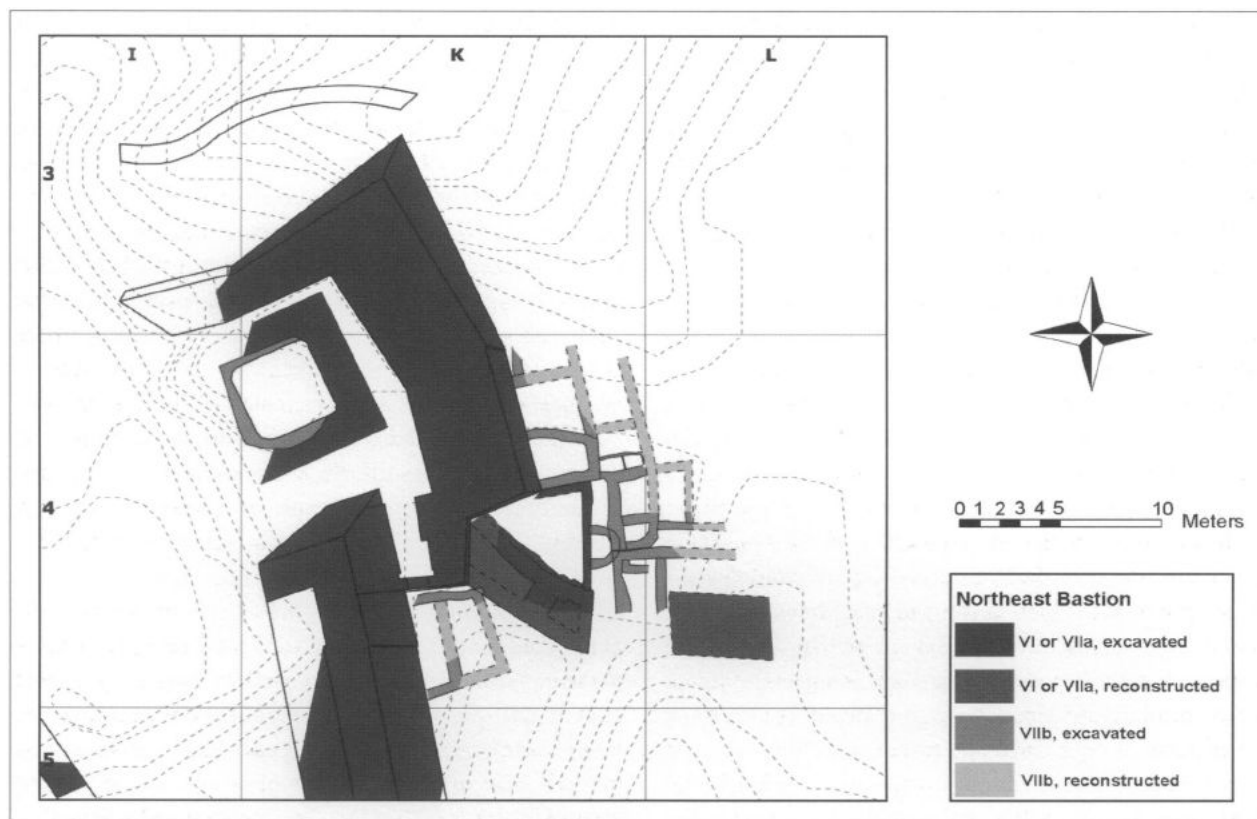 I K L
3
4
5
0 1 2 3 4 5 10 Meters
Northeast Bastion
VI or VIIa, excavated
VI or VIIa, reconstructed
VIIb, excavated
VIIb, reconstructed